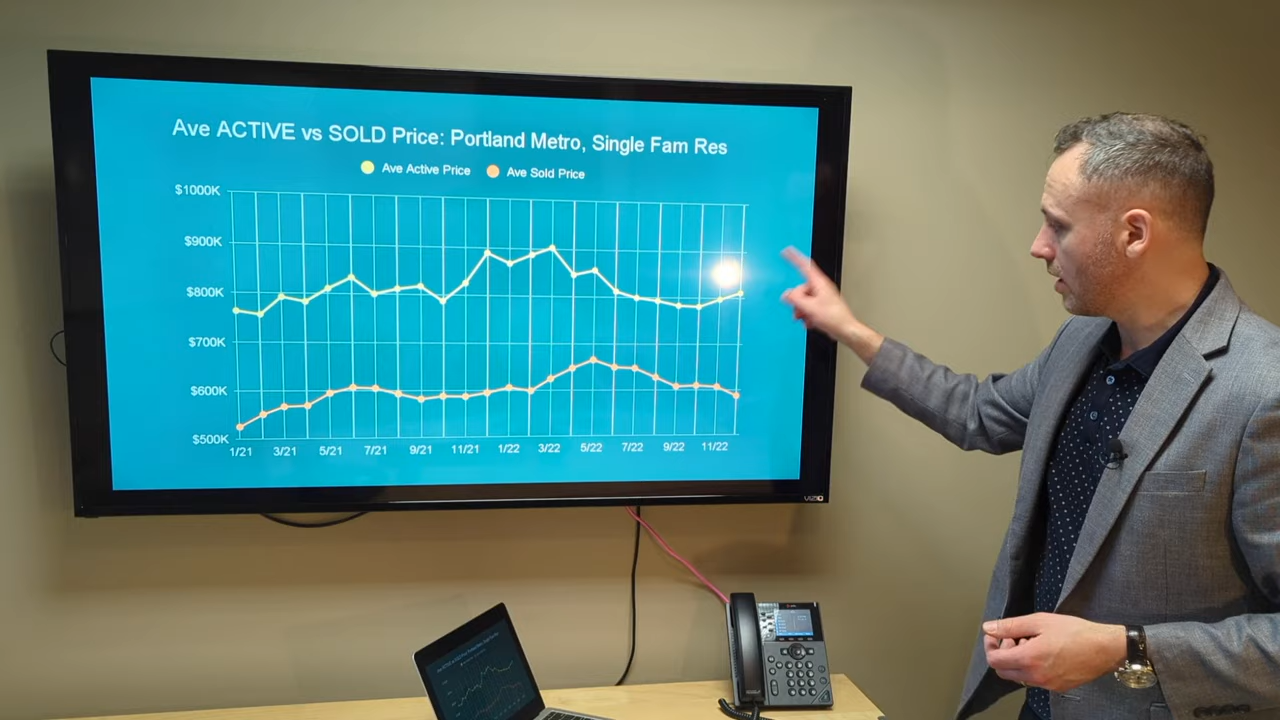 Ave ACTIVE vs SOLD Price: Portland Metro, Single Fam Res
Ave Active Price Ave Sold Price
$1000K
$900K
$800K
$700K
$600K
$500K
1/21 3/21 5/21 7/21 9/21 11/21 1/22 3/22 5/22 7/22 9/22 11/22
VIZIO